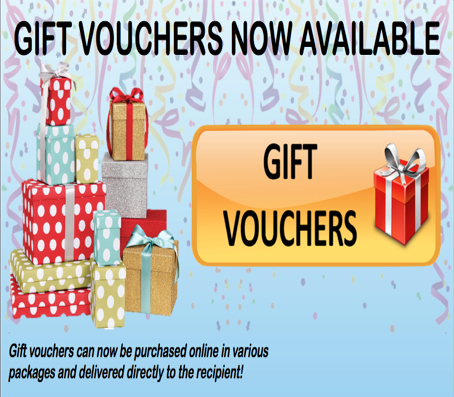 GIFT VOUCHERS NOW AVAILABLE
GIFT
VOUCHERS
Gift vouchers can now be purchased online in various
packages and delivered directly to the recipient!